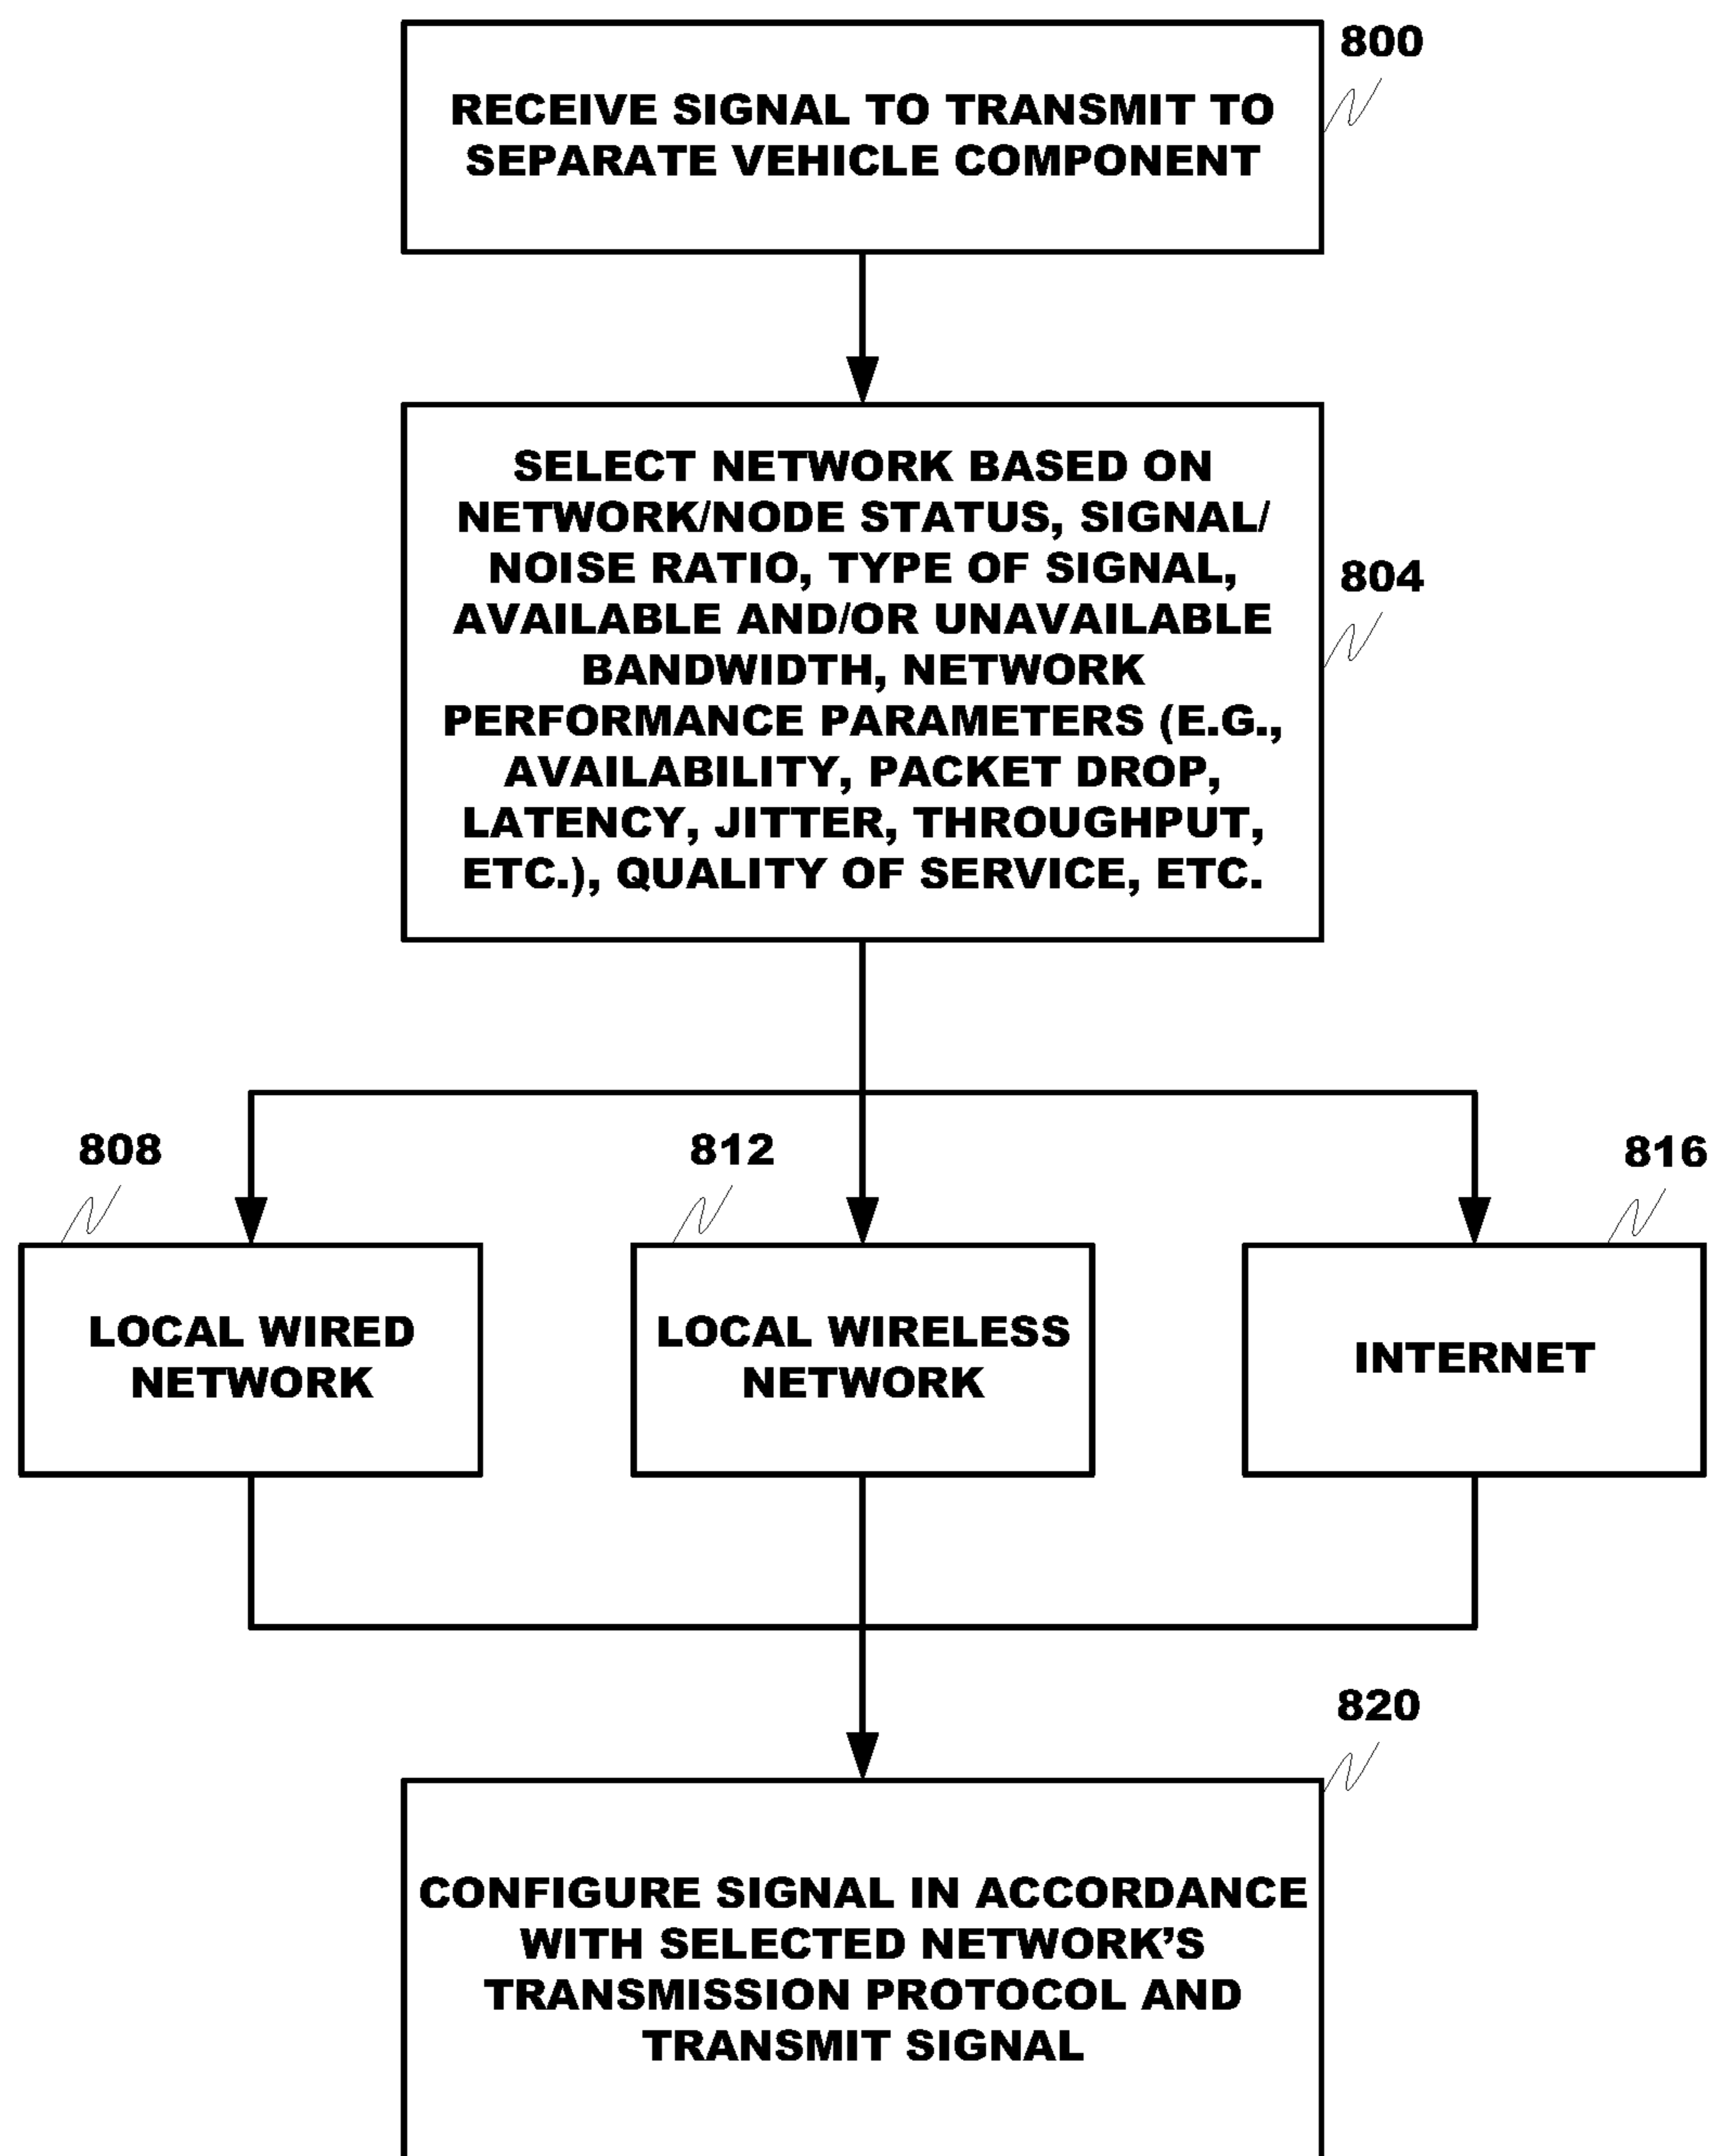 800
RECEIVE SIGNAL TO TRANSMIT TO
SEPARATE VEHICLE COMPONENT
SELECT NETWORK BASED ON
NETWORK/NODE STATUS, SIGNAL/
NOISE RATIO, TYPE OF SIGNAL,
AVAILABLE AND/OR UNAVAILABLE
BANDWIDTH, NETWORK
PERFORMANCE PARAMETERS (E.G.,
AVAILABILITY, PACKET DROP,
LATENCY, JITTER, THROUGHPUT,
ETC.), QUALITY OF SERVICE, ETC.
804
808
812
816
LOCAL WIRED
NETWORK
LOCAL WIRELESS
NETWORK
INTERNET
820
CONFIGURE SIGNAL IN ACCORDANCE
WITH SELECTED NETWORK’S
TRANSMISSION PROTOCOL AND
TRANSMIT SIGNAL